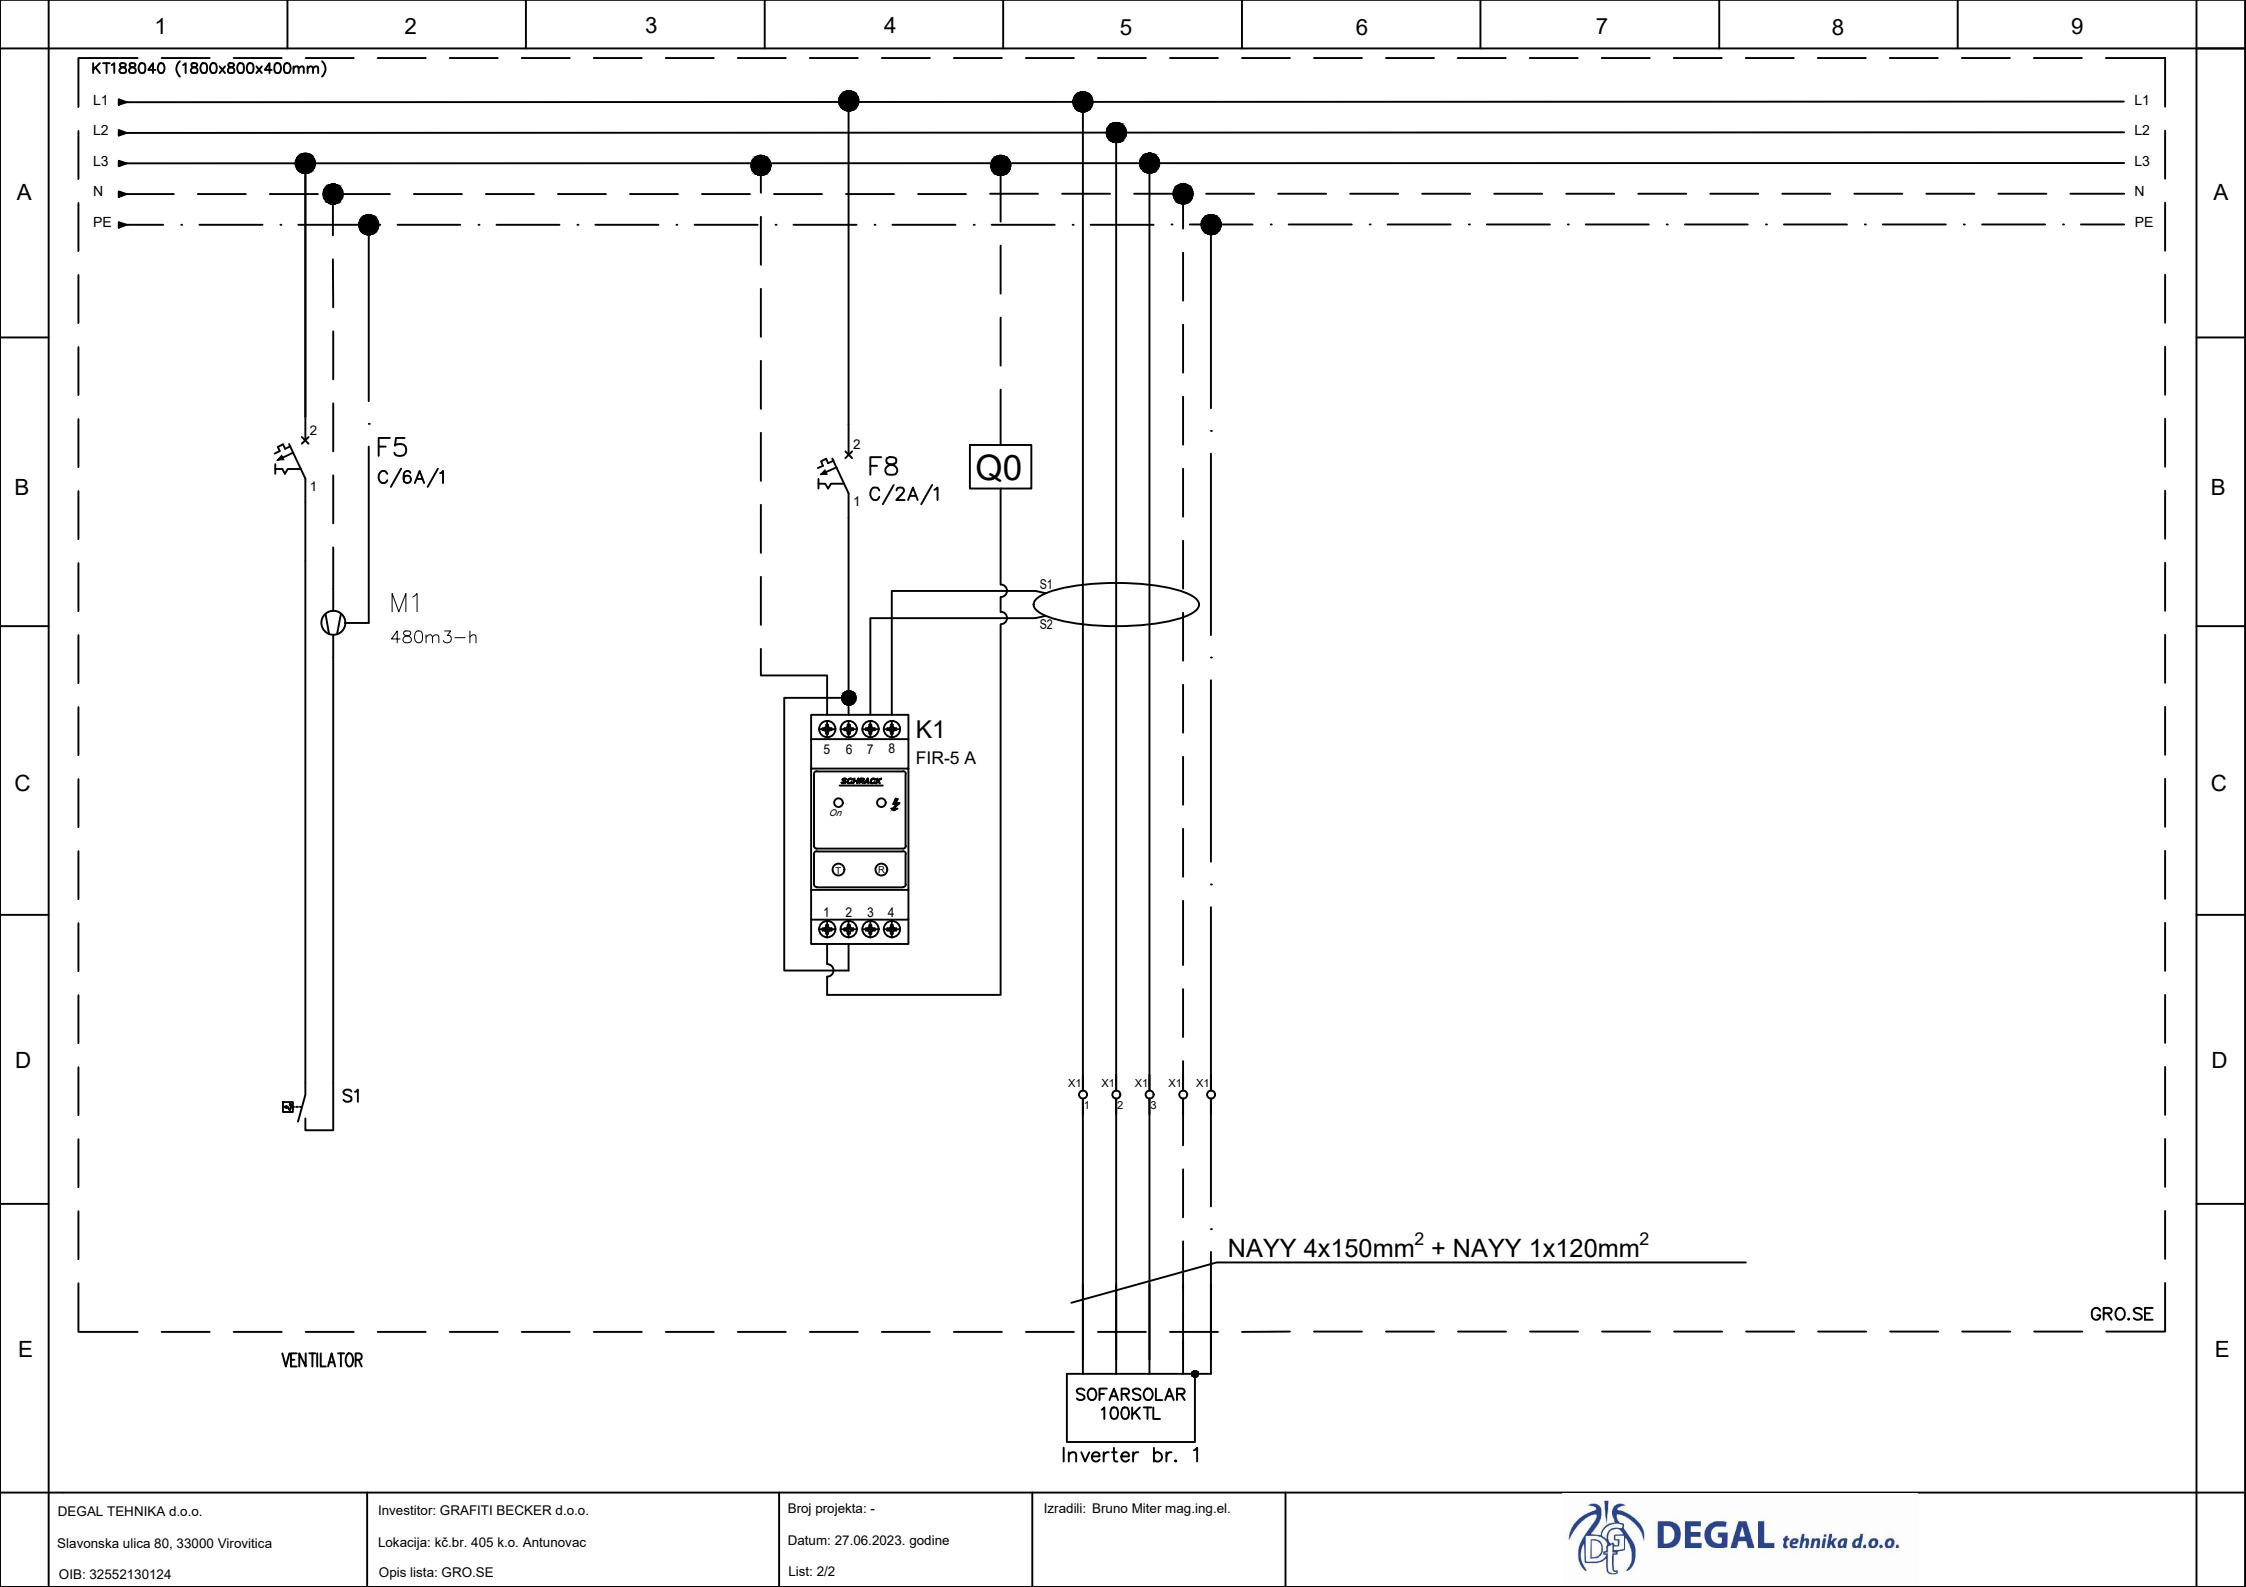 1 2 3 4 5 6 7 8 9
KT188040 (1800x800x400mm)
L1 L1
L2 L2
L3 L3
A N N A
PE PE
2
F5
C/6A/1
1
2
F8
C/2A/1
1
Q0
B B
S1
S2
M1
480m3-h
K1
FIR-5 A
5 6 7 8
SCHRACK
On
T R
1 2 3 4
C C
D D
S1
X1 X1 X1 X1 X1
1 2 3
NAYY 4x150mm² + NAYY 1x120mm²
GRO.SE
E E
VENTILATOR
SOFARSOLAR
100KTL
Inverter br. 1
DEGAL TEHNIKA d.o.o.
Slavonska ulica 80, 33000 Virovitica
OIB: 32552130124
Investitor: GRAFITI BECKER d.o.o.
Lokacija: kč.br. 405 k.o. Antunovac
Opis lista: GRO.SE
Broj projekta: -
Datum: 27.06.2023. godine
List: 2/2
Izradili: Bruno Miter mag.ing.el.
DGt
DEGAL tehnika d.o.o.